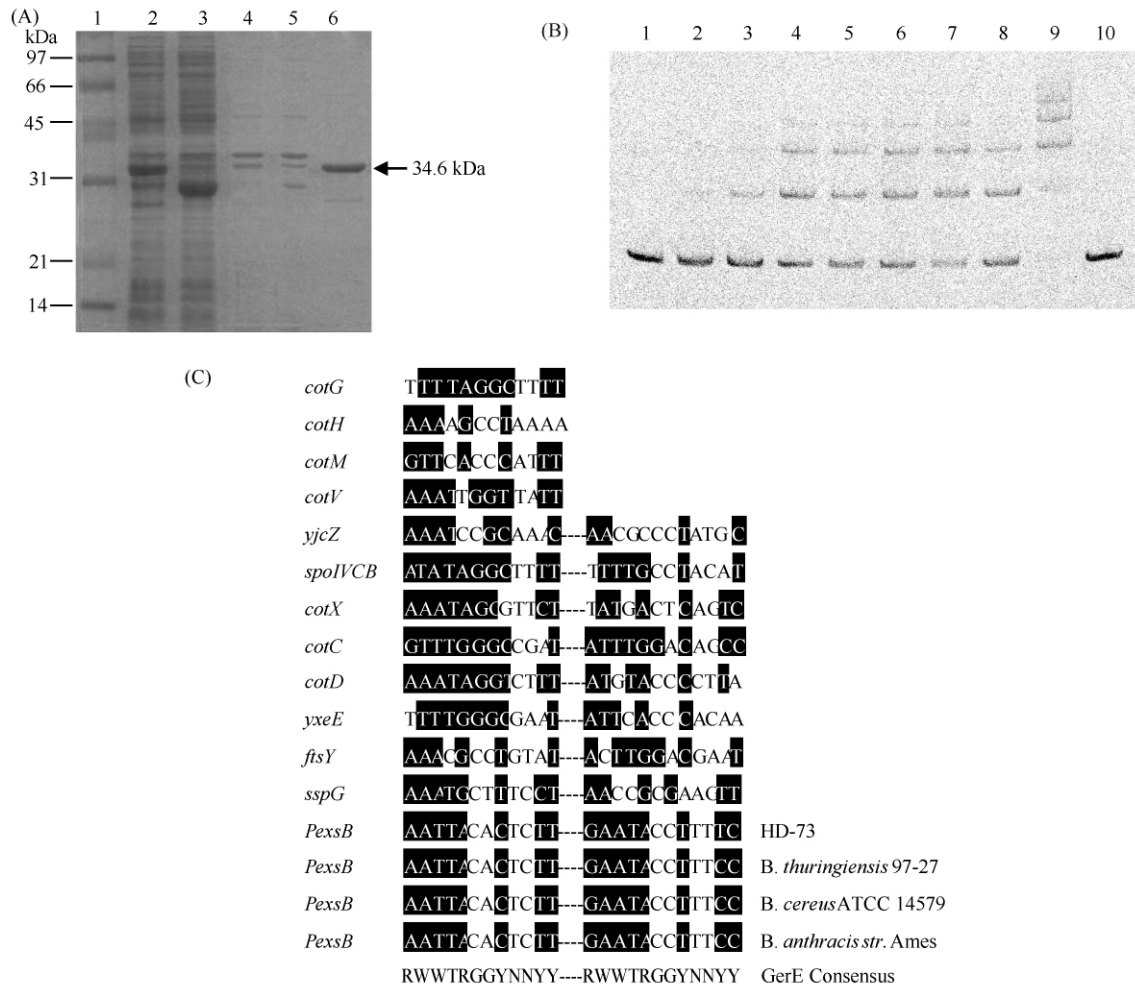 (A)
1 2 3 4 5 6
kDa
97
66
45
31
21
14
34.6 kDa
(B)
1 2 3 4 5 6 7 8 9 10
(C)
cotG TTTTAGGCTTTT
cotH AAAAGCCTAAAA
cotM GTTCACCCATTT
cotV AAATTGGTTATT
yjcZ AAATCCGCAAAC----AACGCCCTATGC
spoIVCB ATATAGGCTTTT----TTTTGCCTACAT
cotX AAATAGCGTTCT----TATGACTCAGTC
cotC GTTTGGGCCGAT----ATTTGGACAGCC
cotD AAATAGGTCTTT----ATGTACCCCTTA
yxeE TTTTGGGCGAAT----ATTCACCCACAA
ftsY AAACGCCTGTAT----ACTTGGACGAAT
sspG AAATGCTTTCCT----AACCGCGAAGTT
PexsB AATTACACTCTT----GAATACCTTTTC HD-73
PexsB AATTACACTCTT----GAATACCTTTCC B. thuringiensis 97-27
PexsB AATTACACTCTT----GAATACCTTTCC B. cereus ATCC 14579
PexsB AATTACACTCTT----GAATACCTTTCC B. anthracis str. Ames
RWWTRGGYNNYY----RWWTRGGYNNYY GerE Consensus